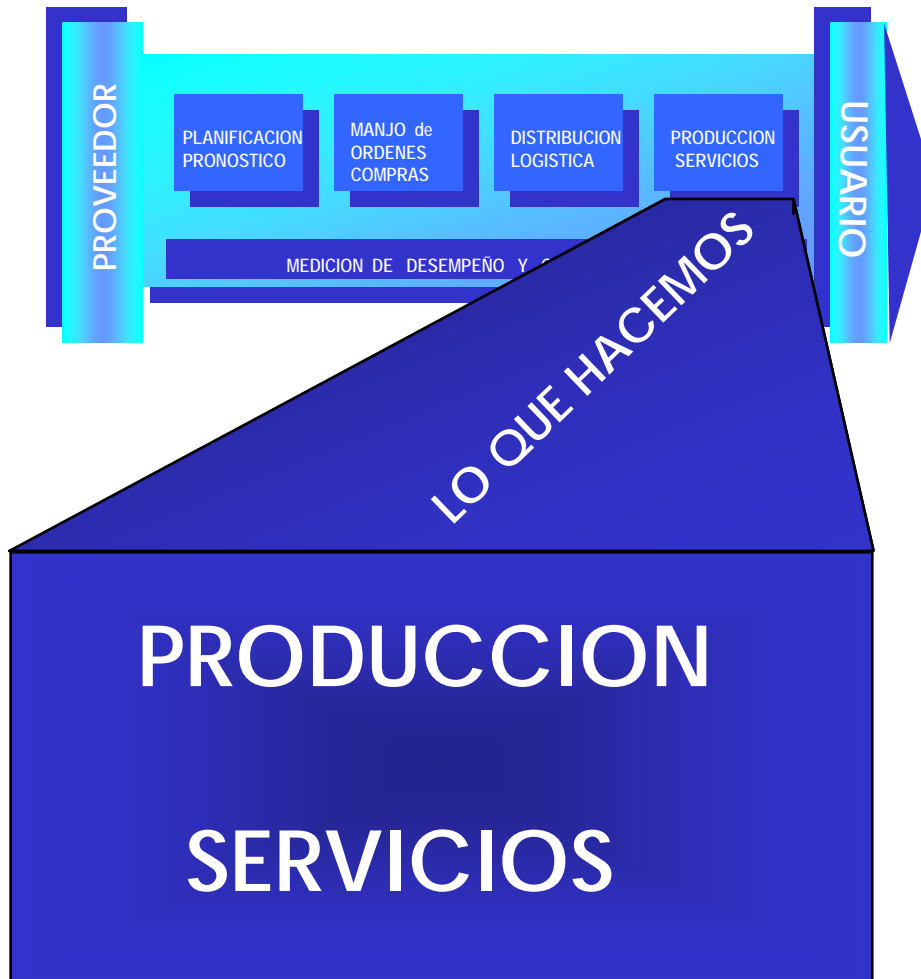 PROVEEDOR
PLANIFICACION
PRONOSTICO
MANJO de
ORDENES
COMPRAS
DISTRIBUCION
LOGISTICA
PRODUCCION
SERVICIOS
USUARIO
MEDICION DE DESEMPEÑO Y
LO QUE HACEMOS
PRODUCCION
SERVICIOS